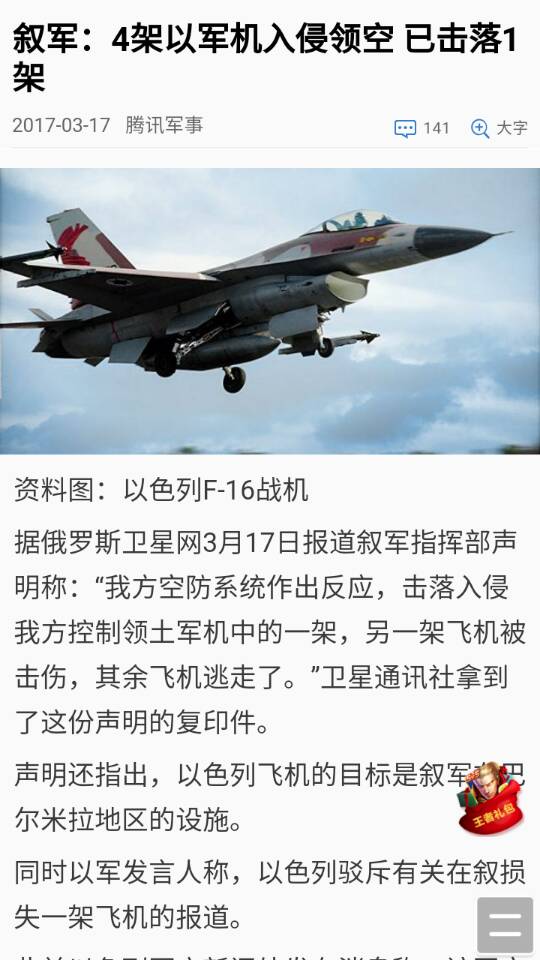 叙军：4架以军机入侵领空 已击落1
架
2017-03-17 腾讯军事
141 大字
资料图：以色列F-16战机
据俄罗斯卫星网3月17日报道叙军指挥部声
明称：“我方空防系统作出反应，击落入侵
我方控制领土军机中的一架，另一架飞机被
击伤，其余飞机逃走了。”卫星通讯社拿到
了这份声明的复印件。
声明还指出，以色列飞机的目标是叙军 巴
尔米拉地区的设施。
王者礼包
同时以军发言人称，以色列驳斥有关在叙损
失一架飞机的报道。